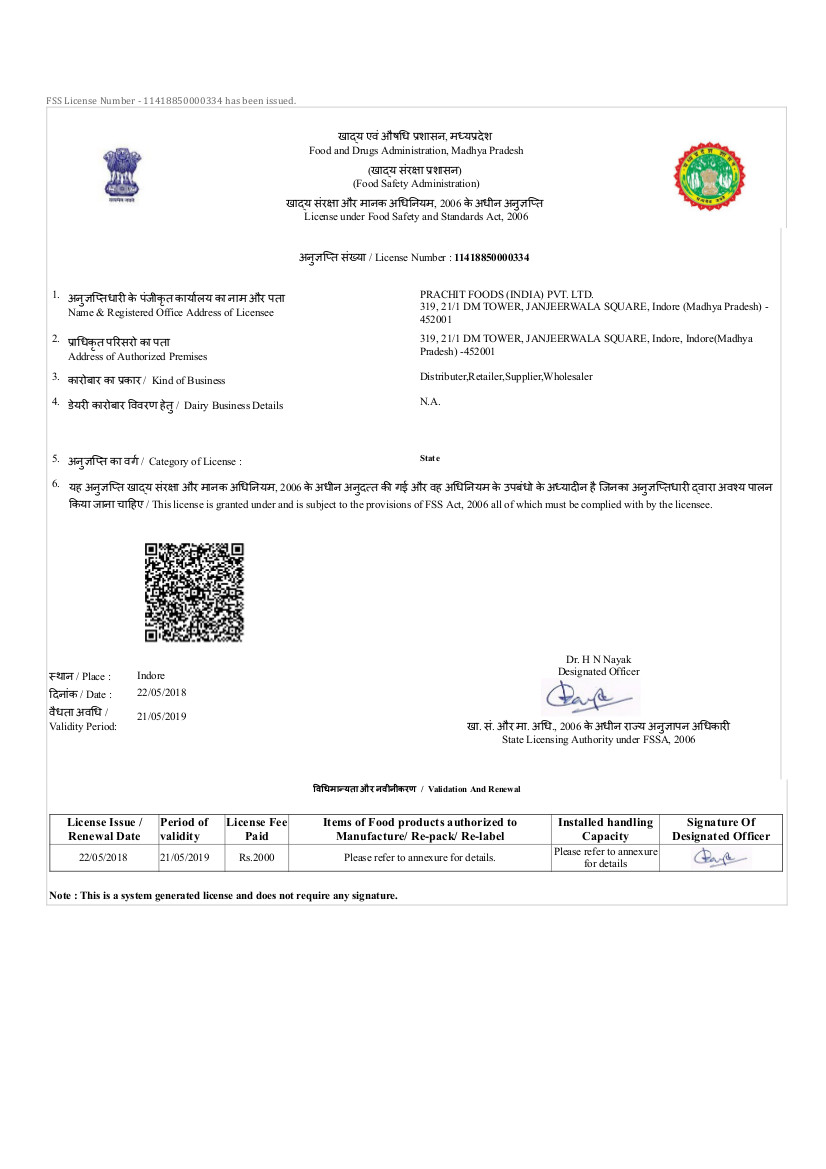 FSS License Number - 11418850000334 has been issued.
खाद्य एवं औषधि प्रशासन, मध्यप्रदेश
Food and Drugs Administration, Madhya Pradesh
(खाद्य संरक्षा प्रशासन)
(Food Safety Administration)
खाद्य संरक्षा और मानक अधिनियम, 2006 के अधीन अनुज्ञप्ति
License under Food Safety and Standards Act, 2006
अनुज्ञप्ति संख्या / License Number : 11418850000334
1. अनुज्ञप्तिधारी के पंजीकृत कार्यालय का नाम और पता
Name & Registered Office Address of Licensee
PRACHIT FOODS (INDIA) PVT. LTD.
319, 21/1 DM TOWER, JANJEERWALA SQUARE, Indore (Madhya Pradesh) -
452001
2. प्राधिकृत परिसरो का पता
Address of Authorized Premises
319, 21/1 DM TOWER, JANJEERWALA SQUARE, Indore, Indore(Madhya
Pradesh) -452001
3. कारोबार का प्रकार / Kind of Business
Distributer,Retailer,Supplier,Wholesaler
4. डेयरी कारोबार विवरण हेतु / Dairy Business Details
N.A.
5. अनुज्ञप्ति का वर्ग / Category of License :
State
6. यह अनुज्ञप्ति खाद्य संरक्षा और मानक अधिनियम, 2006 के अधीन अनुदत्त की गई और वह अधिनियम के उपबंधो के अध्यादीन है जिनका अनुज्ञप्तिधारी द्वारा अवश्य पालन
किया जाना चाहिए / This license is granted under and is subject to the provisions of FSS Act, 2006 all of which must be complied with by the licensee.
Dr. H N Nayak
Designated Officer
स्थान / Place : Indore
दिनांक / Date : 22/05/2018
वैधता अवधि /
Validity Period: 21/05/2019
खा. सं. और मा. अधि., 2006 के अधीन राज्य अनुज्ञापन अधिकारी
State Licensing Authority under FSSA, 2006
विधिमान्यता और नवीनीकरण / Validation And Renewal
License Issue /
Renewal Date
Period of
validity
License Fee
Paid
Items of Food products authorized to
Manufacture/ Re-pack/ Re-label
Installed handling
Capacity
Signature Of
Designated Officer
22/05/2018
21/05/2019
Rs.2000
Please refer to annexure for details.
Please refer to annexure
for details
Note : This is a system generated license and does not require any signature.